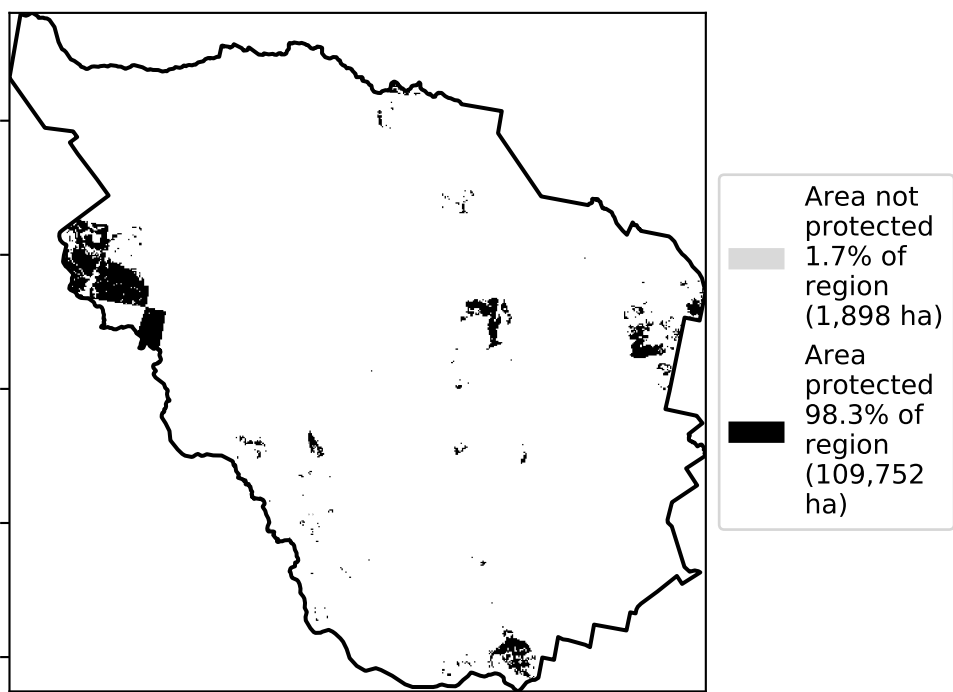 Area not
protected
1.7% of
region
(1,898 ha)
Area
protected
98.3% of
region
(109,752
ha)